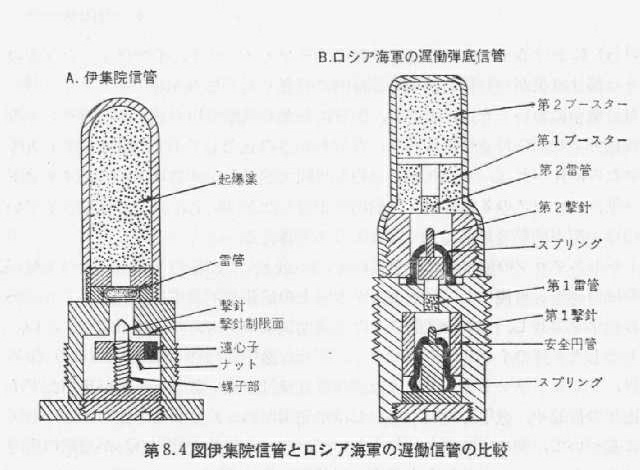 B.ロシア海軍の遅働弾底信管
A. 伊集院信管
起爆薬
雷管
撃針
撃針制限面
遠心子
ナット
螺子部
第2ブースター
第1ブースター
第2雷管
第2撃針
スプリング
第1雷管
第1撃針
安全円管
スプリング
第8.4図伊集院信管とロシア海軍の遅働信管の比較